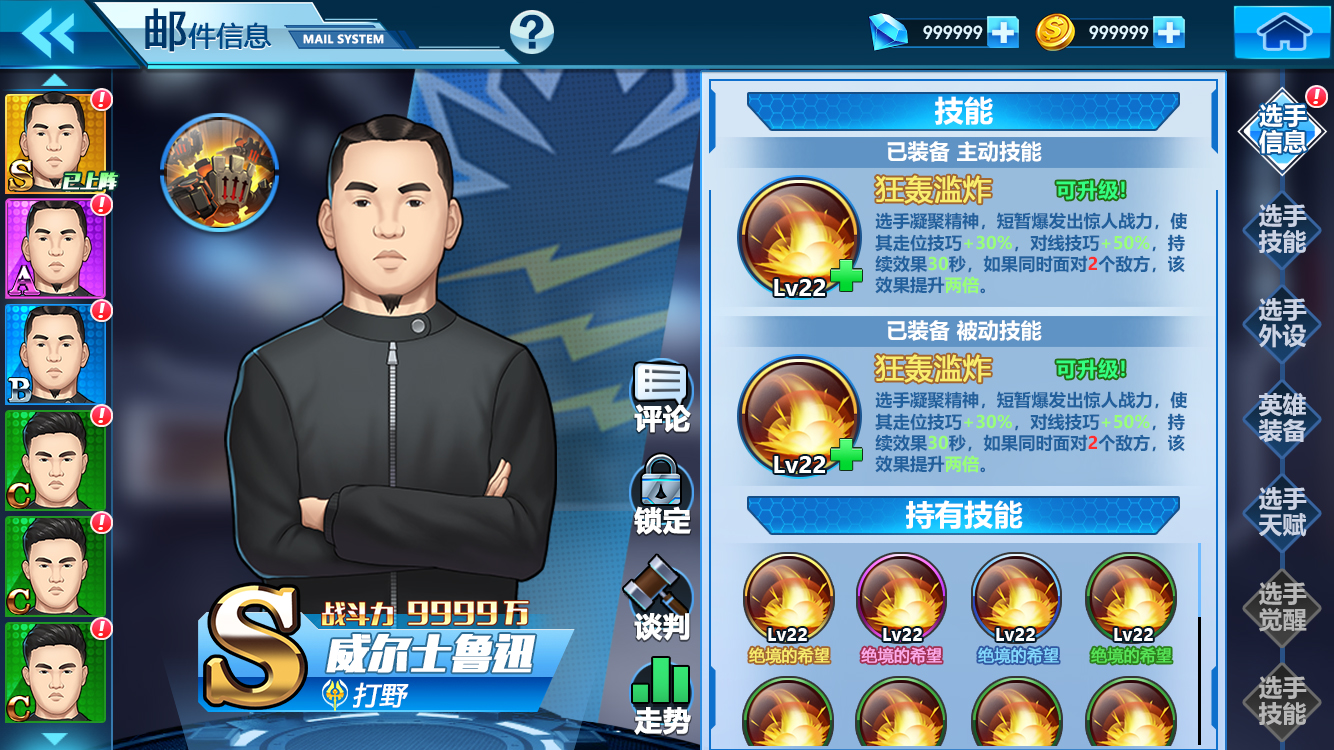 邮件信息
MAIL SYSTEM
?
999999
999999
S
已上阵
A
B
C
C
C
评论
锁定
谈判
走势
S
战斗力 9999万
威尔士鲁迅
打野
技能
已装备 主动技能
狂轰滥炸
可升级!
选手凝聚精神，短暂爆发出惊人战力，使
其走位技巧+30%，对线技巧+50%，持
续效果30秒，如果同时面对2个敌方，该
效果提升两倍。
Lv22
已装备 被动技能
狂轰滥炸
可升级!
选手凝聚精神，短暂爆发出惊人战力，使
其走位技巧+30%，对线技巧+50%，持
续效果30秒，如果同时面对2个敌方，该
效果提升两倍。
Lv22
持有技能
Lv22
绝境的希望
Lv22
绝境的希望
Lv22
绝境的希望
Lv22
绝境的希望
选手
信息
选手
技能
选手
外设
英雄
装备
选手
天赋
选手
觉醒
选手
技能